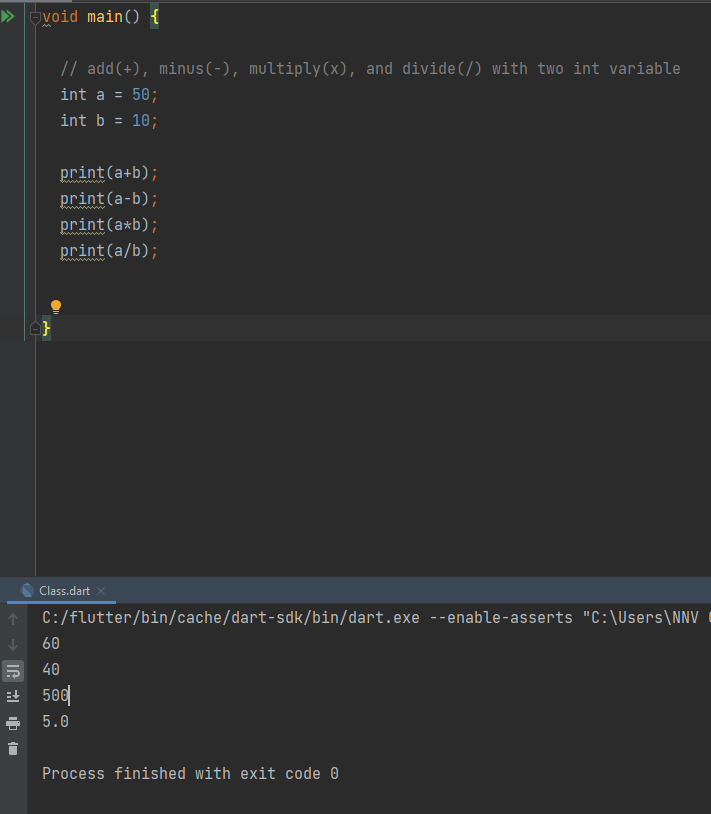 void main() {
// add(+), minus(-), multiply(x), and divide(/) with two int variable
int a = 50;
int b = 10;
print(a+b);
print(a-b);
print(a*b);
print(a/b);
}
Class.dart
C:/flutter/bin/cache/dart-sdk/bin/dart.exe --enable-asserts "C:\Users\NNV
60
40
500
5.0
Process finished with exit code 0